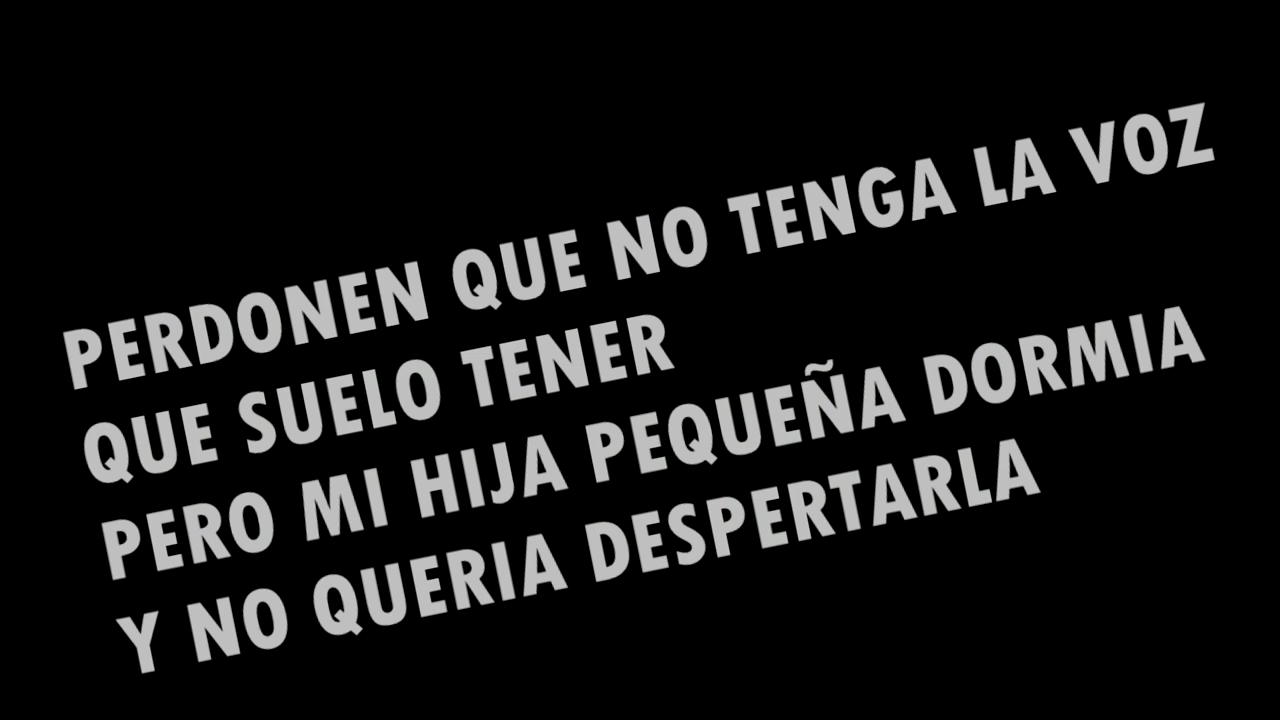 PERDONEN QUE NO TENGA LA VOZ
QUE SUELO TENER
PERO MI HIJA PEQUEÑA DORMIA
Y NO QUERIA DESPERTARLA